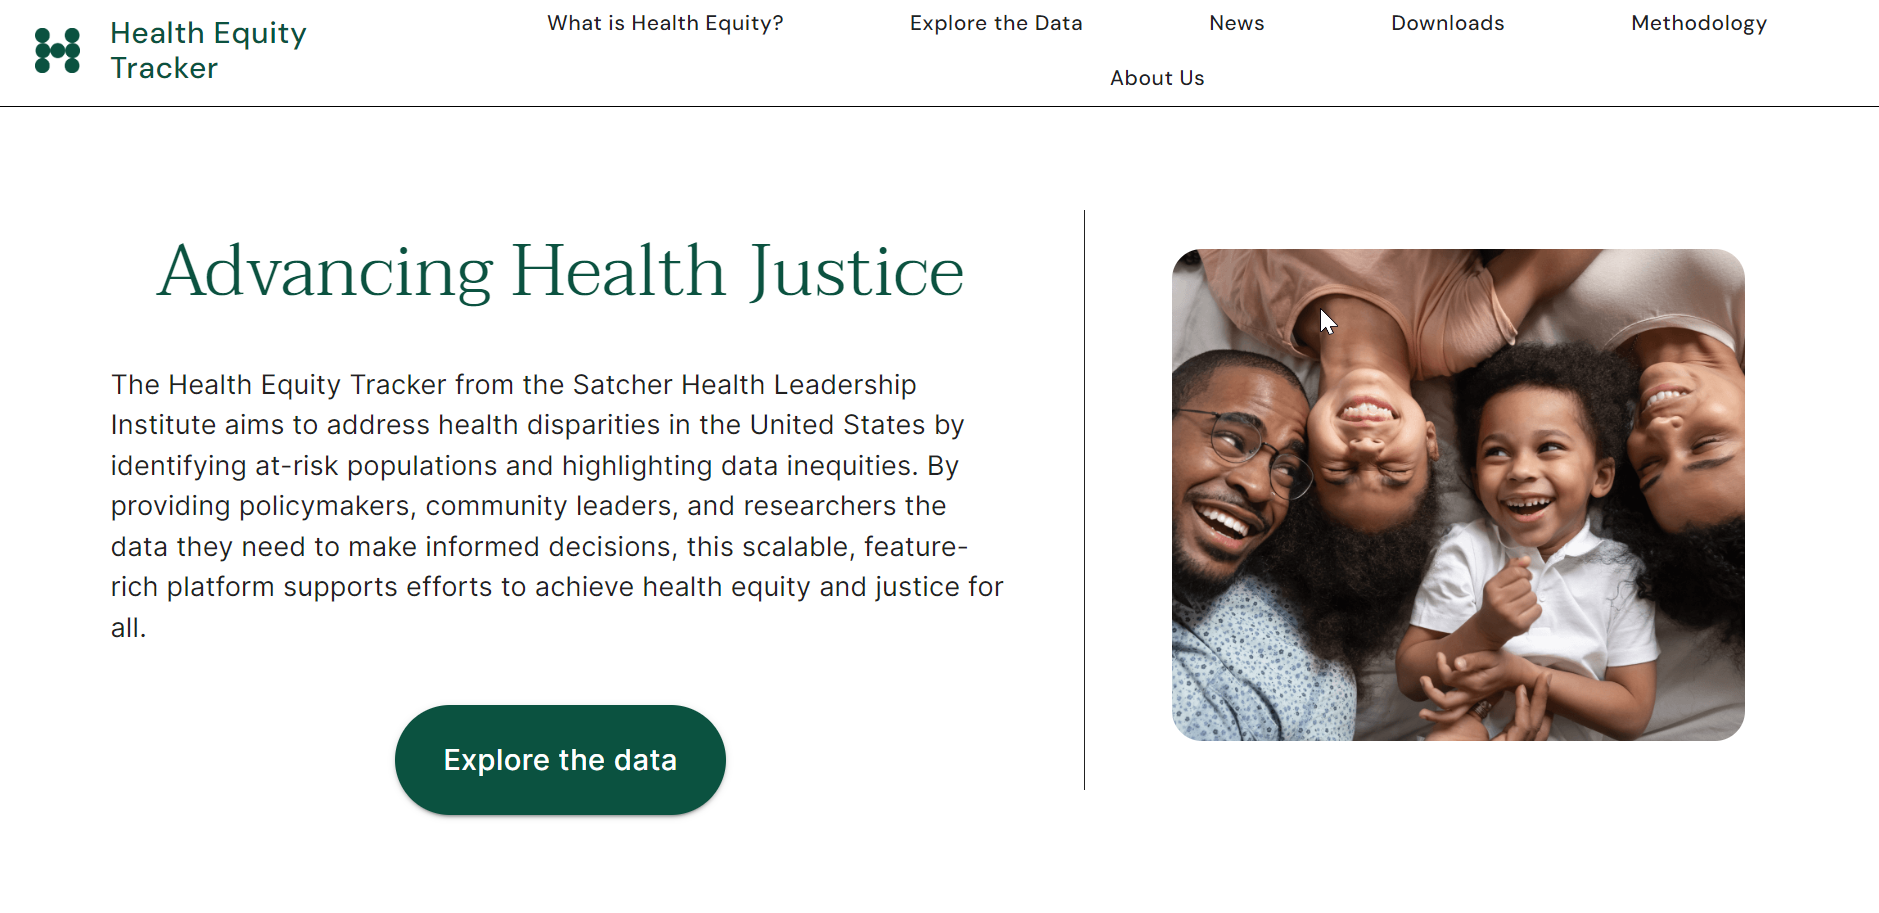 Health Equity
Tracker
What is Health Equity?
Explore the Data
News
Downloads
Methodology
About Us
Advancing Health Justice
The Health Equity Tracker from the Satcher Health Leadership
Institute aims to address health disparities in the United States by
identifying at-risk populations and highlighting data inequities. By
providing policymakers, community leaders, and researchers the
data they need to make informed decisions, this scalable, feature-
rich platform supports efforts to achieve health equity and justice for
all.
Explore the data